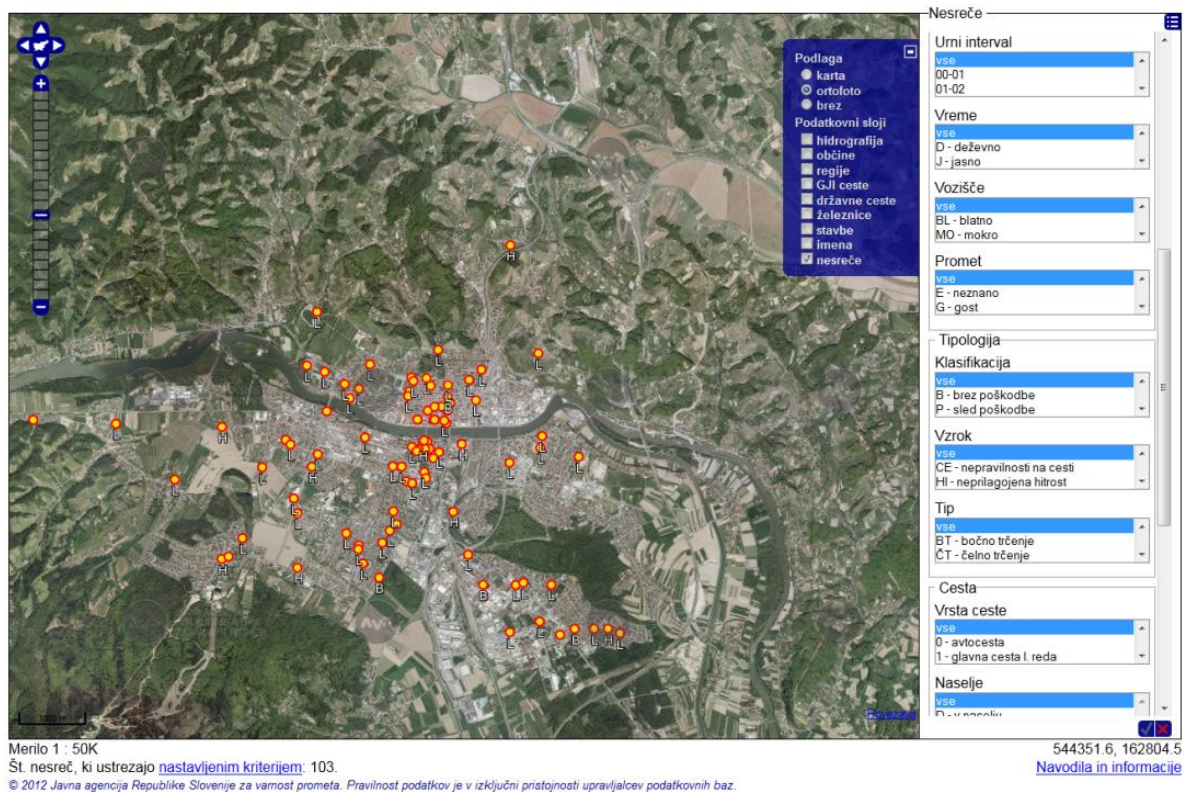 Nesreče
Urni interval
vse
00-01
01-02
Vreme
vse
D - deževno
J - jasno
Vozišče
vse
BL - blatno
MO - mokro
Promet
vse
E - neznano
G - gost
Tipologija
Klasifikacija
vse
B - brez poškodbe
P - sled poškodbe
Vzrok
vse
CE - nepravilnosti na cesti
HI - neprilagojena hitrost
Tip
vse
BT - bočno trčenje
ČT - čelno trčenje
Cesta
Vrsta ceste
vse
0 - avtocesta
1 - glavna cesta I. reda
Naselje
vse
D - v naselju
Podlaga
karta
ortofoto
brez
Podatkovni sloji
hidrografija
občine
regije
GJI ceste
državne ceste
železnice
stavbe
imena
nesreče
1000 m
Merilo 1 : 50K
544351.6, 162804.5
Št. nesreč, ki ustrezajo nastavljenim kriterijem: 103.
Navodila in informacije
© 2012 Javna agencija Republike Slovenije za varnost prometa. Pravilnost podatkov je v izključni pristojnosti upravljalcev podatkovnih baz.